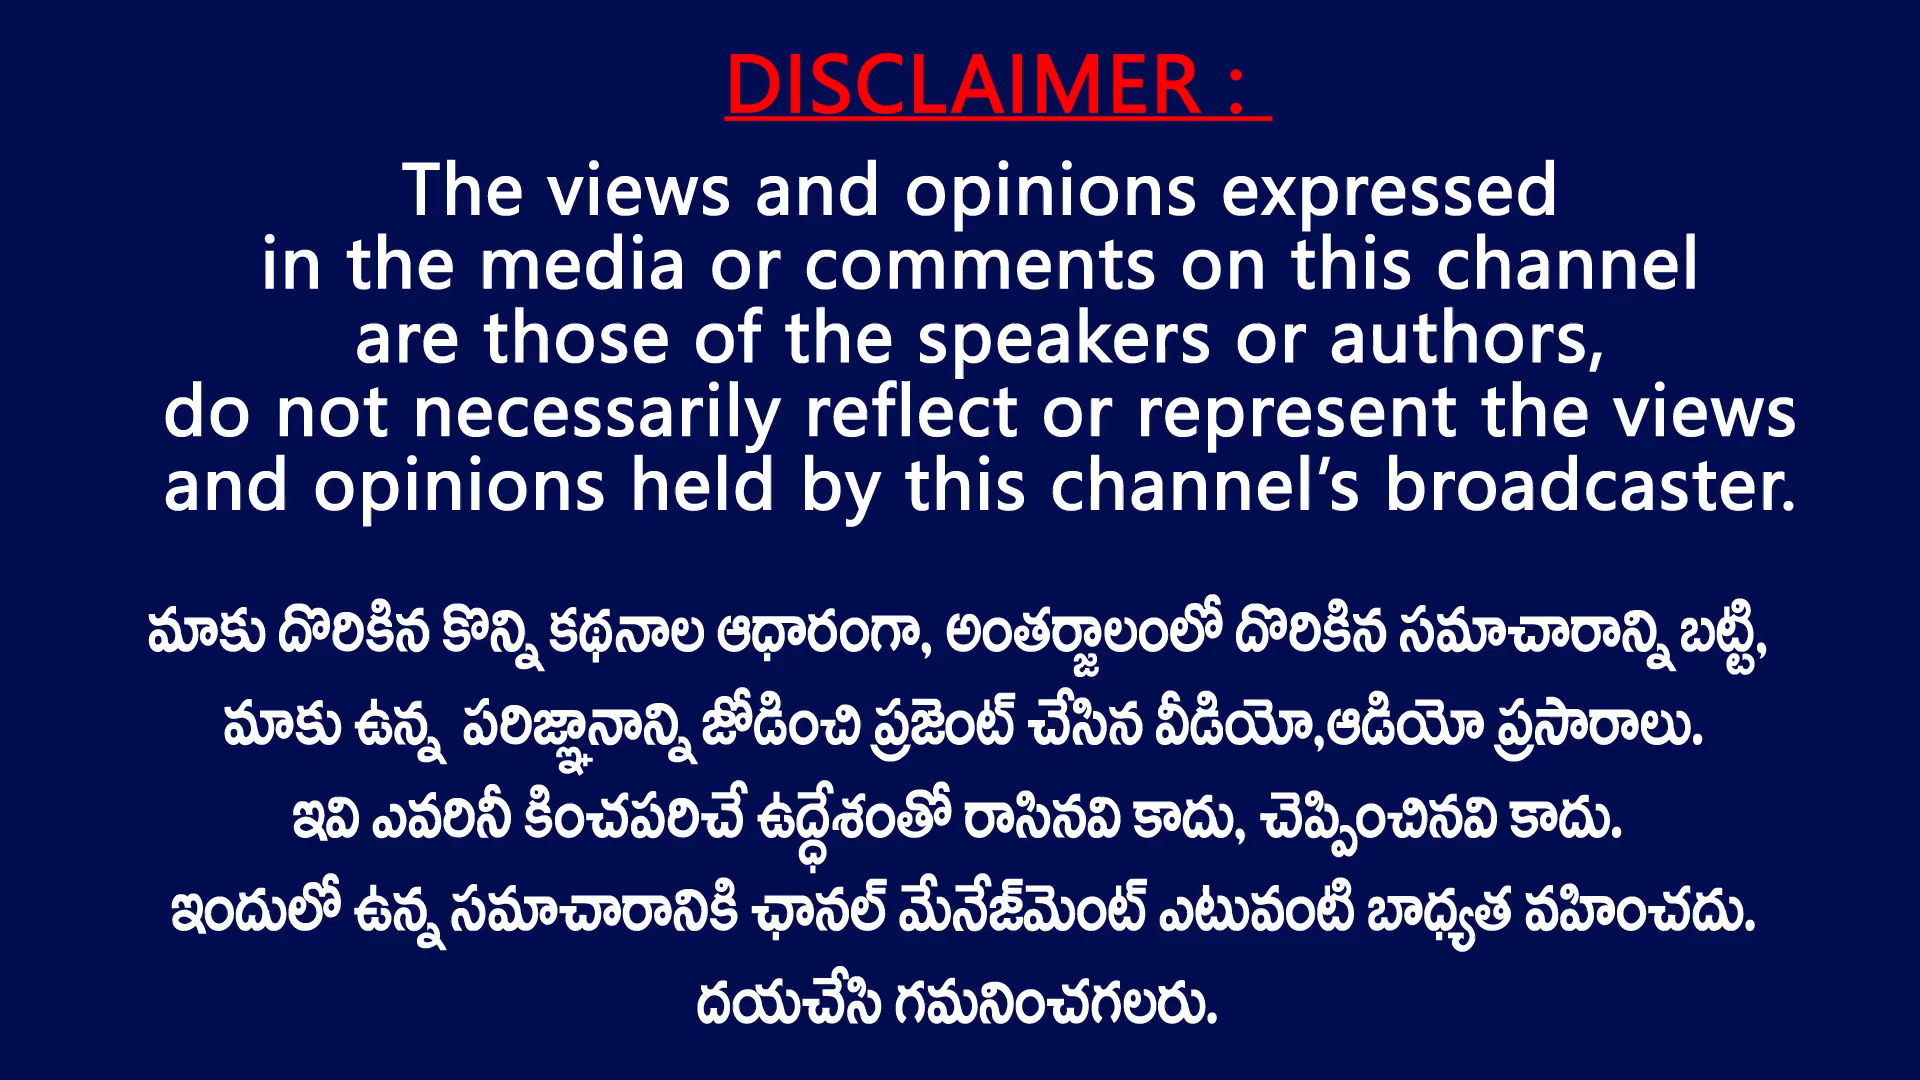 DISCLAIMER :
The views and opinions expressed
in the media or comments on this channel
are those of the speakers or authors,
do not necessarily reflect or represent the views
and opinions held by this channel’s broadcaster.
మాకు దొరికిన కొన్ని కథనాల ఆధారంగా, అంతర్జాలంలో దొరికిన సమాచారాన్ని బట్టి,
మాకు ఉన్న పరిజ్ఞానాన్ని జోడించి ప్రజెంట్ చేసిన వీడియో,ఆడియో ప్రసారాలు.
ఇవి ఎవరినీ కించపరిచే ఉద్ధేశంతో రాసినవి కాదు, చెప్పించినవి కాదు.
ఇందులో ఉన్న సమాచారానికి ఛానల్ మేనేజ్‌మెంట్ ఎటువంటి బాధ్యత వహించదు.
దయచేసి గమనించగలరు.